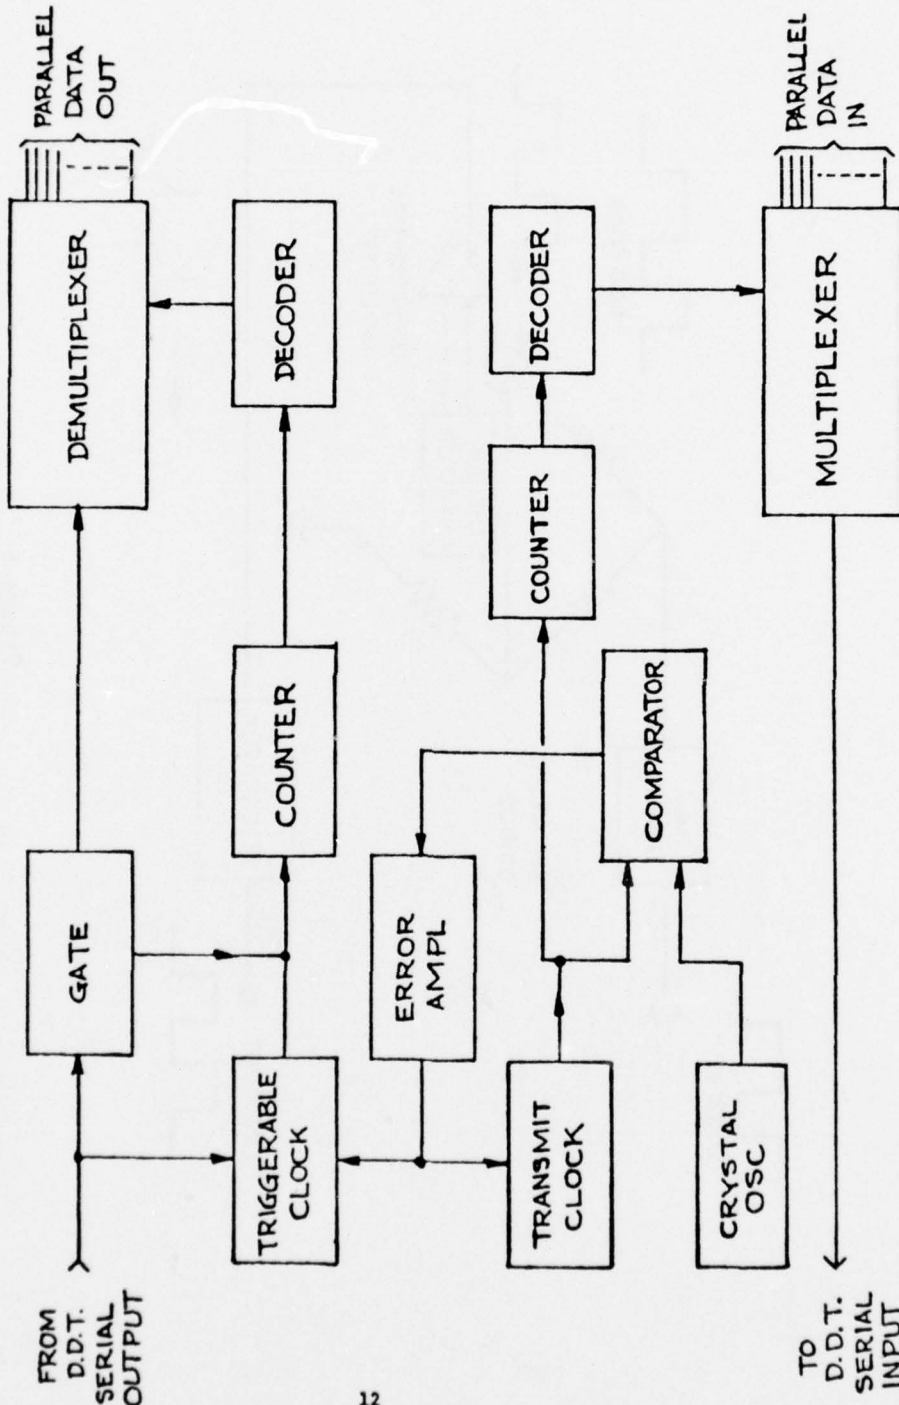 FROM
D.D.T.
SERIAL
OUTPUT
GATE
DEMULTIPLEXER
PARALLEL
DATA
OUT
TRIGGERABLE
CLOCK
COUNTER
DECODER
ERROR
AMPL
TRANSMIT
CLOCK
COUNTER
DECODER
COMPARATOR
CRYSTAL
OSC
MULTIPLEXER
PARALLEL
DATA
IN
TO
D.D.T.
SERIAL
INPUT
12